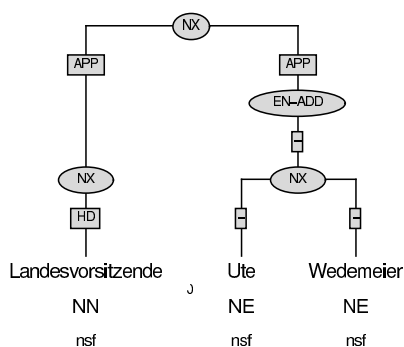 NX
APP APP
EN-ADD
-
NX NX
HD - -
Landesvorsitzende Ute Wedemeier
NN NE NE
nsf nsf nsf